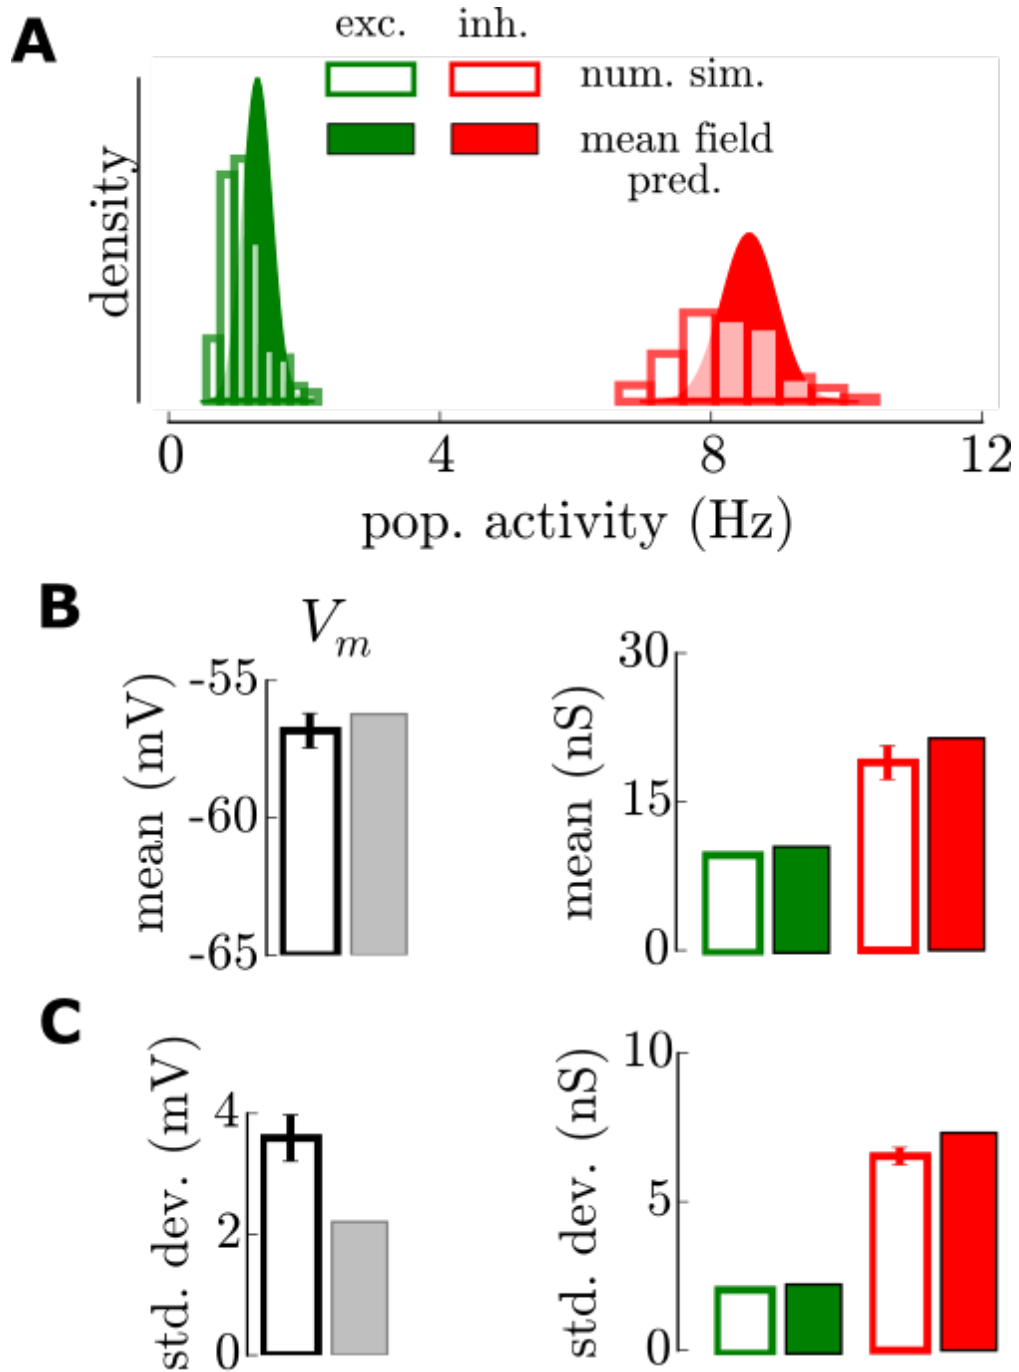 A
exc. inh.
num. sim.
mean field
pred.
density
0 4 8 12
pop. activity (Hz)
B
V_m
mean (mV)
-55
-60
-65
mean (nS)
30
15
0
C
std. dev. (mV)
4
2
0
std. dev. (nS)
10
5
0